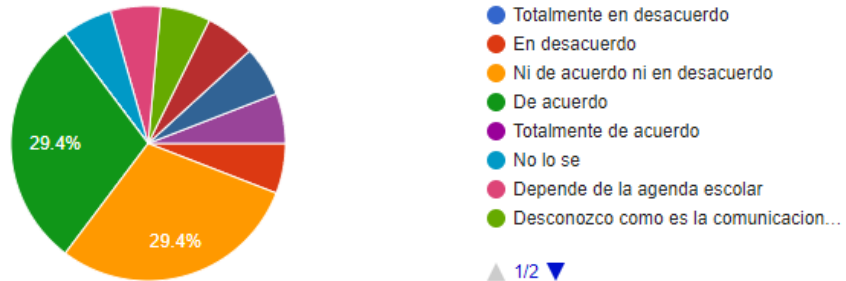 29.4%
29.4%
Totalmente en desacuerdo
En desacuerdo
Ni de acuerdo ni en desacuerdo
De acuerdo
Totalmente de acuerdo
No lo se
Depende de la agenda escolar
Desconozco como es la comunicacion…
1/2